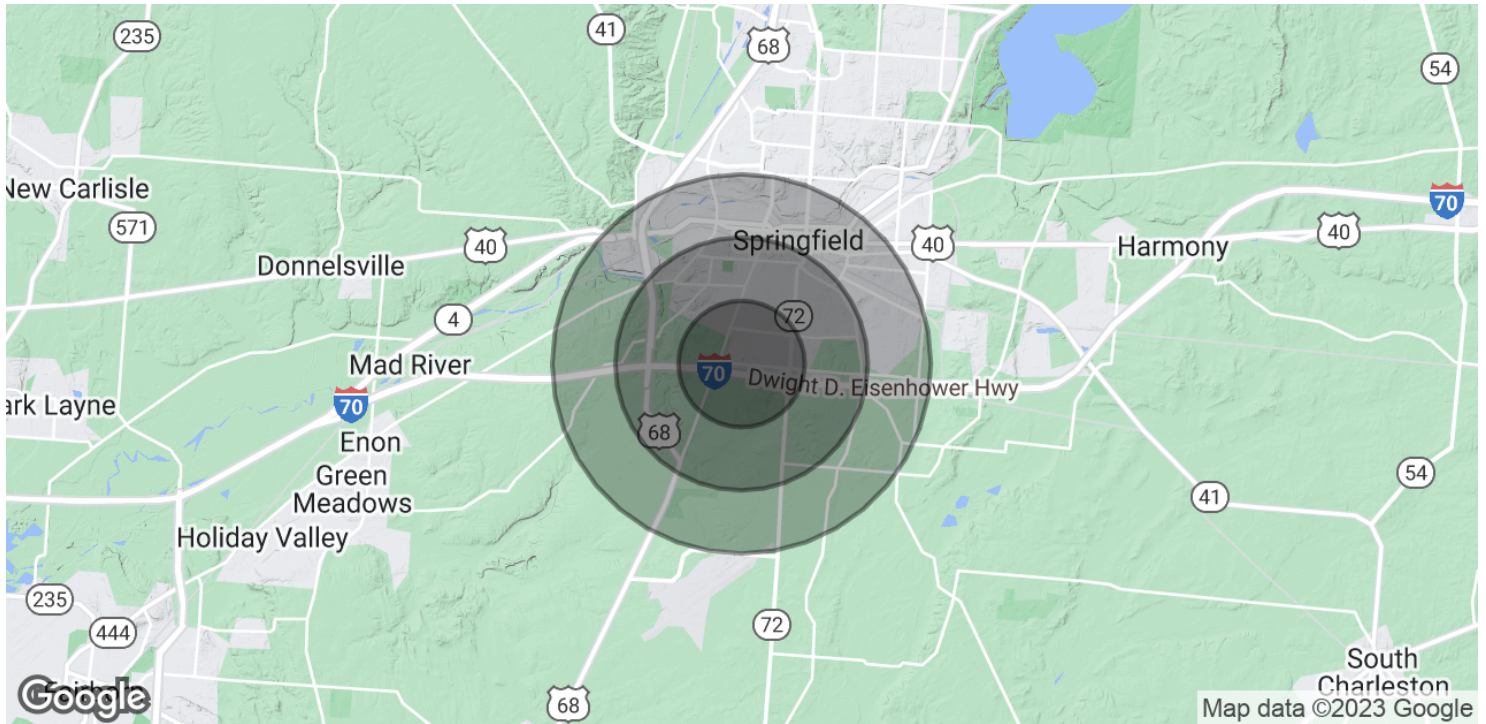 235
41
68
54
New Carlisle
571
70
40
Springfield
40
Harmony
40
Donnelsville
4
72
Mad River
70
Dwight D. Eisenhower Hwy
ark Layne
70
Enon
68
Green
Meadows
54
41
Holiday Valley
235
444
72
South
Charleston
68
Google
Map data ©2023 Google